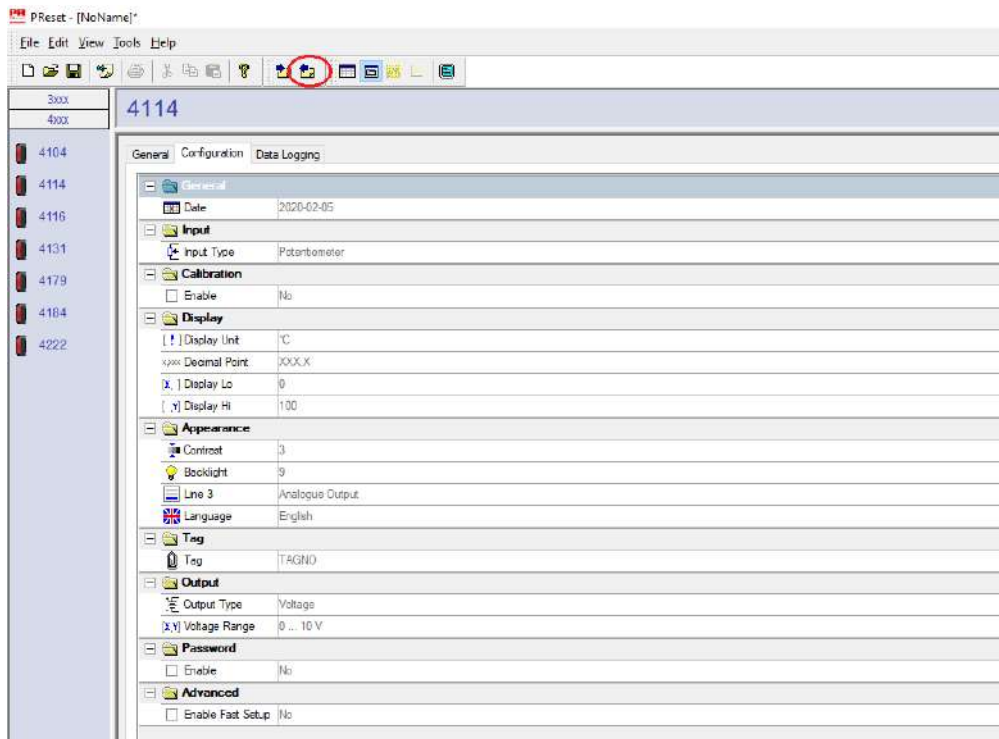 PReset - [NoName]*
File Edit View Tools Help
3xxx
4xxx
4114
4104
4114
4116
4131
4179
4184
4222
General Configuration Data Logging
General
Date 2020-02-05
Input
Input Type Potentiometer
Calibration
Enable No
Display
[ ! ] Display Unit °C
x.xxx Decimal Point XXX.X
[X, ] Display Lo 0
[ ,Y] Display Hi 100
Appearance
Contrast 3
Backlight 9
Line 3 Analogue Output
Language English
Tag
Tag TAGNO
Output
Output Type Voltage
[X,Y] Voltage Range 0 ... 10 V
Password
Enable No
Advanced
Enable Fast Setup No